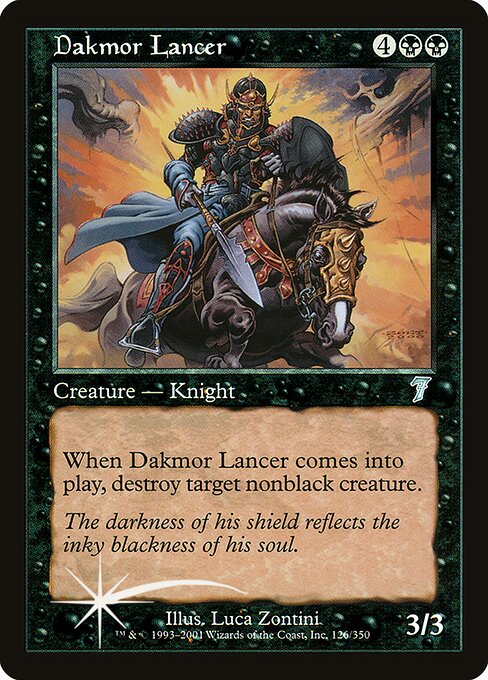 Dakmor Lancer 4
Creature — Knight
7
When Dakmor Lancer comes into
play, destroy target nonblack creature.
The darkness of his shield reflects the
inky blackness of his soul.
Illus. Luca Zontini
™ & © 1993–2001 Wizards of the Coast, Inc. 126/350
3/3